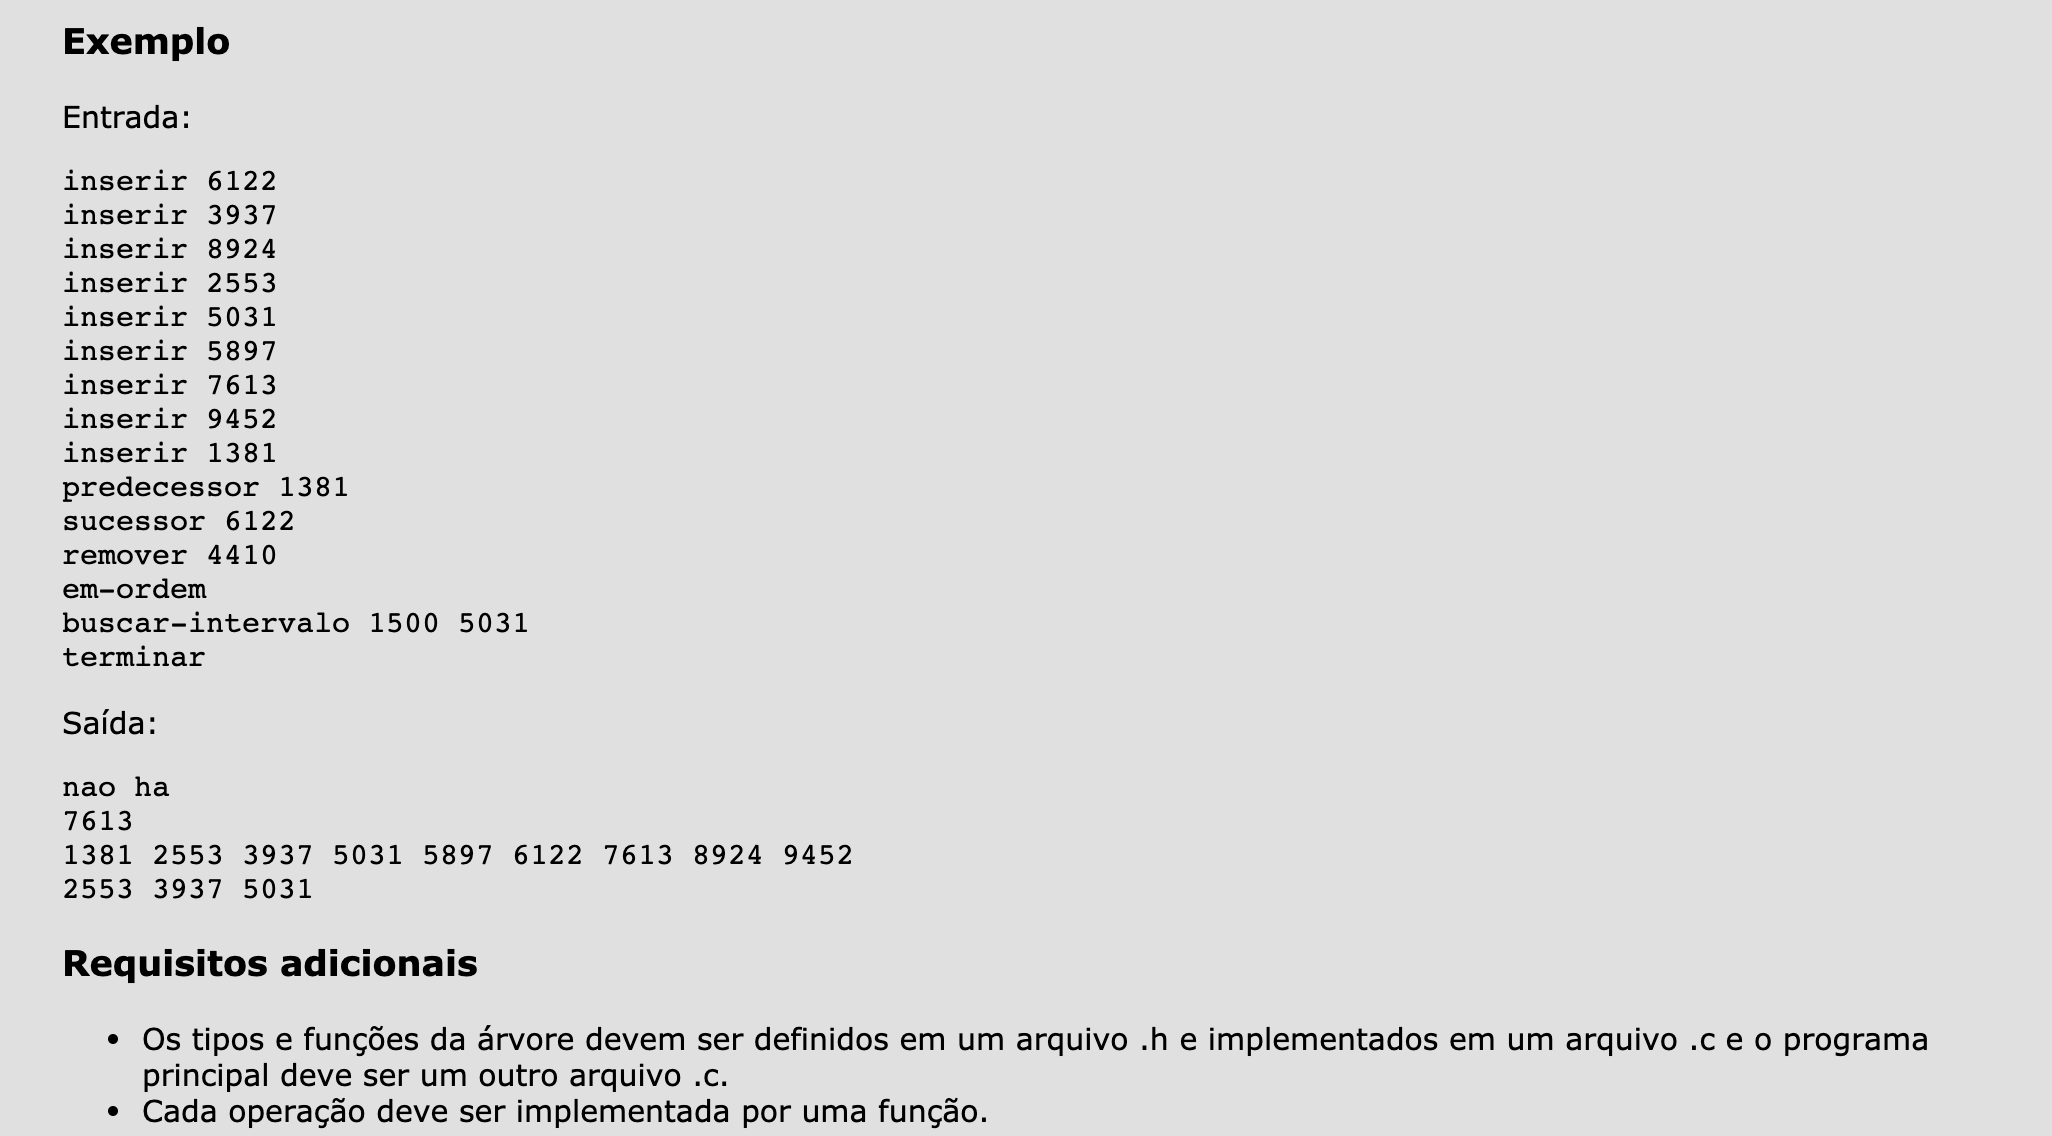 Exemplo
Entrada:
inserir 6122
inserir 3937
inserir 8924
inserir 2553
inserir 5031
inserir 5897
inserir 7613
inserir 9452
inserir 1381
predecessor 1381
sucessor 6122
remover 4410
em-ordem
buscar-intervalo 1500 5031
terminar
Saída:
nao ha
7613
1381 2553 3937 5031 5897 6122 7613 8924 9452
2553 3937 5031
Requisitos adicionais
• Os tipos e funções da árvore devem ser definidos em um arquivo .h e implementados em um arquivo .c e o programa
principal deve ser um outro arquivo .c.
• Cada operação deve ser implementada por uma função.